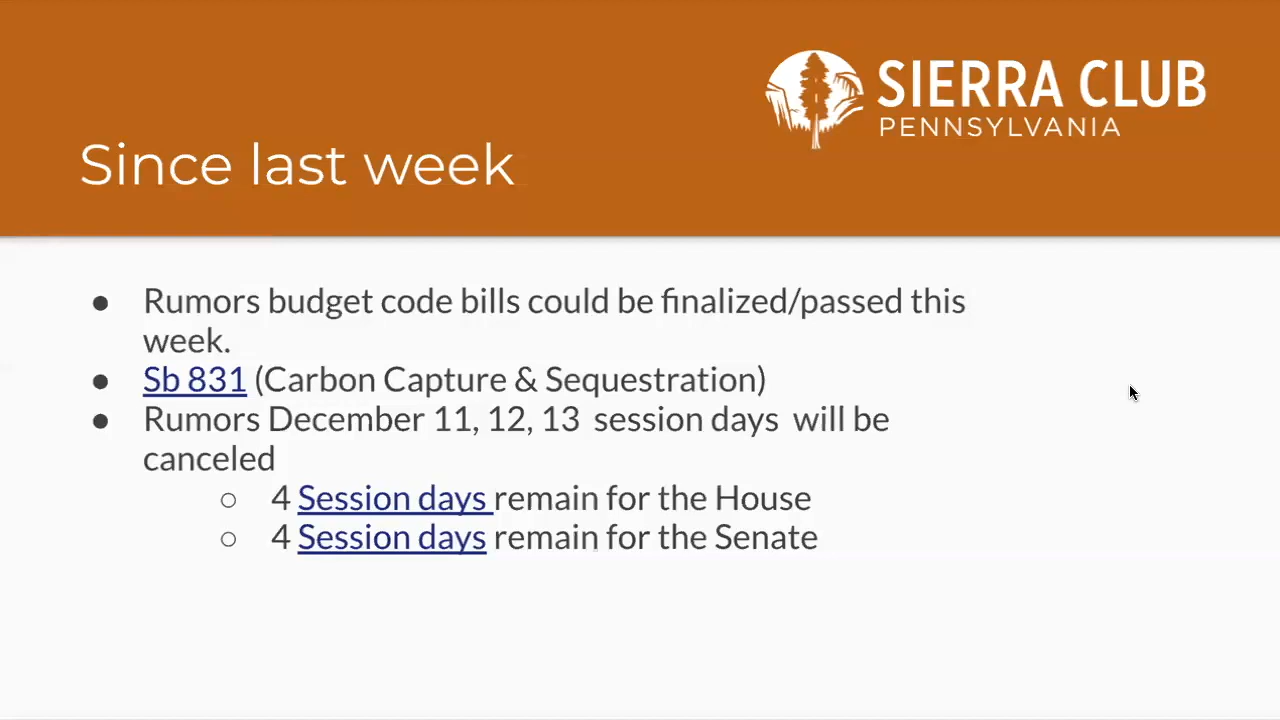 SIERRA CLUB
PENNSYLVANIA
Since last week
● Rumors budget code bills could be finalized/passed this
week.
● Sb 831 (Carbon Capture & Sequestration)
● Rumors December 11, 12, 13 session days will be
canceled
○ 4 Session days remain for the House
○ 4 Session days remain for the Senate